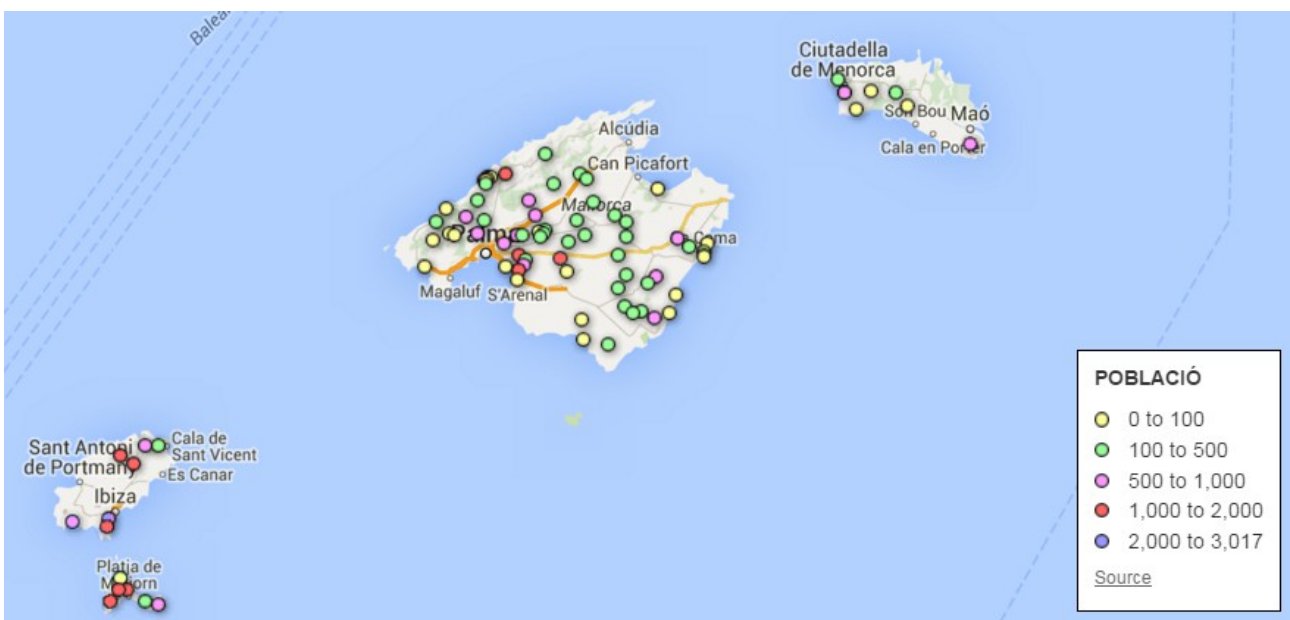 Balea
Ciutadella
de Menorca
Son Bou
Maó
Cala en Porter
Alcúdia
Can Picafort
Mallorca
Palma
Coma
Magaluf
S'Arenal
Sant Antoni
de Portmany
Cala de
Sant Vicent
Es Canar
Ibiza
Platja de
POBLACIÓ
0 to 100
100 to 500
500 to 1,000
1,000 to 2,000
2,000 to 3,017
Source